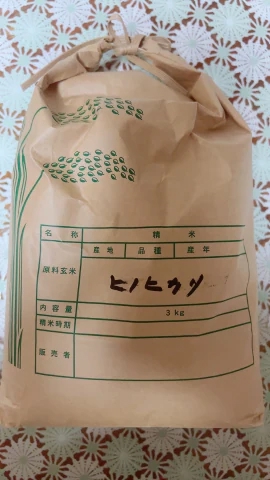 名称 精米
産地 品種 産年
原料玄米 ヒノヒカリ
内容量 3kg
精米時期
販売者